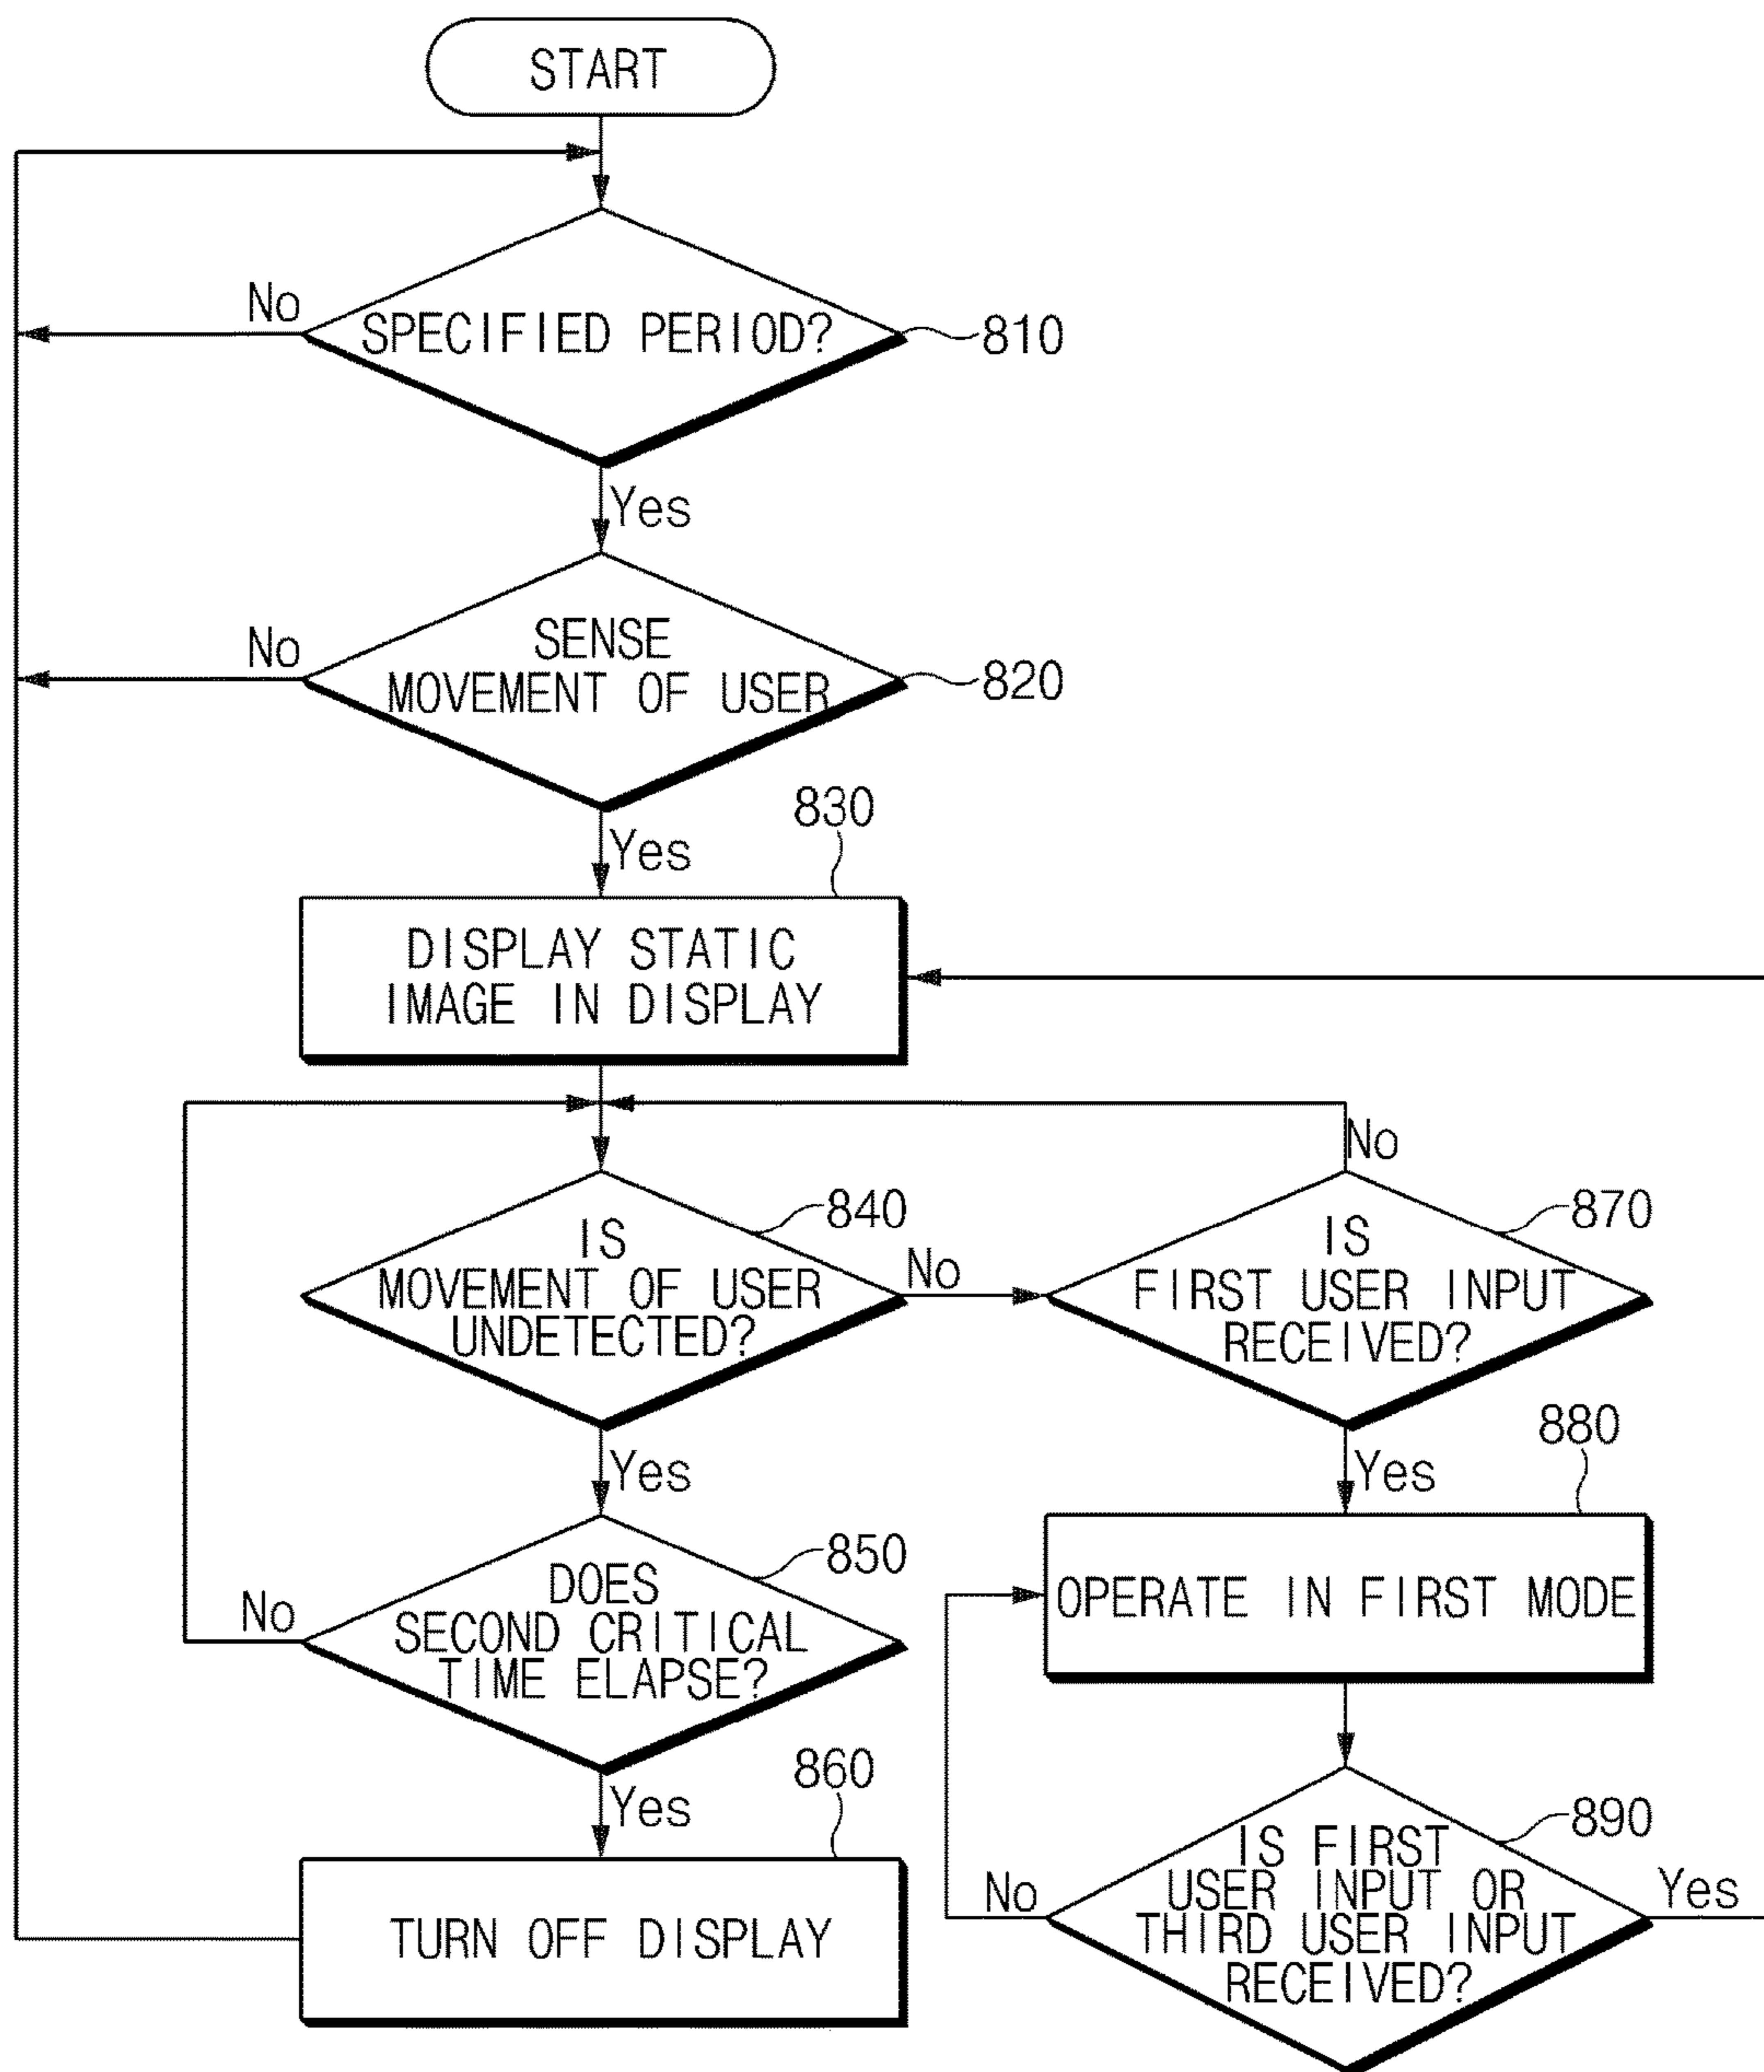 START
No
SPECIFIED PERIOD?
810
Yes
No
SENSE
MOVEMENT OF USER
820
830
Yes
DISPLAY STATIC
IMAGE IN DISPLAY
No
840
870
IS
MOVEMENT OF USER
UNDETECTED?
No
IS
FIRST USER INPUT
RECEIVED?
880
Yes
Yes
850
DOES
SECOND CRITICAL
TIME ELAPSE?
No
OPERATE IN FIRST MODE
860
Yes
890
IS FIRST
USER INPUT OR
THIRD USER INPUT
RECEIVED?
No
Yes
TURN OFF DISPLAY